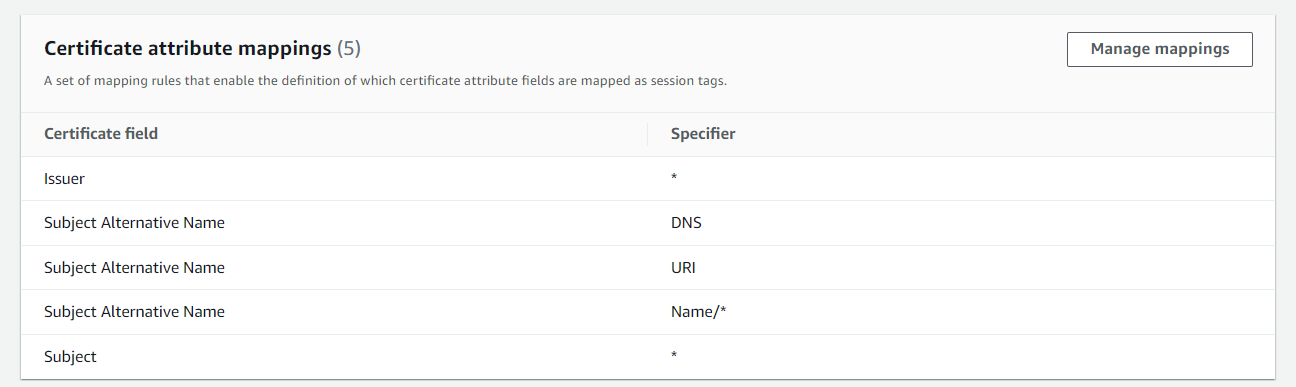 Certificate attribute mappings (5)
Manage mappings
A set of mapping rules that enable the definition of which certificate attribute fields are mapped as session tags.
Certificate field Specifier
Issuer *
Subject Alternative Name DNS
Subject Alternative Name URI
Subject Alternative Name Name/*
Subject *